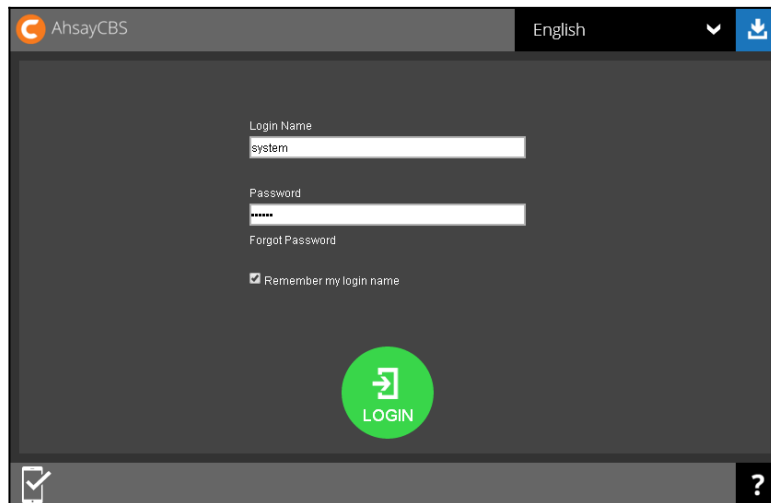 AhsayCBS
English
Login Name
system
Password
••••••
Forgot Password
Remember my login name
LOGIN
?